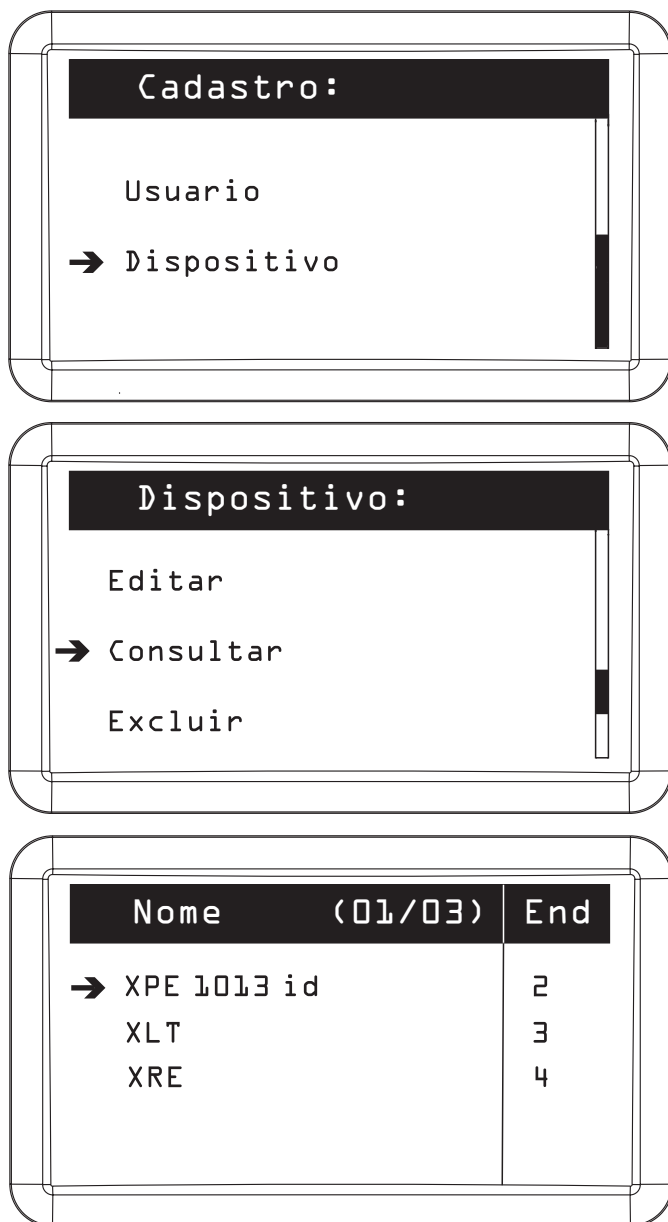 Cadastro:
Usuario
➔ Dispositivo
Dispositivo:
Editar
➔ Consultar
Excluir
Nome (01/03) End
➔ XPE 1013 id 2
XLT 3
XRE 4